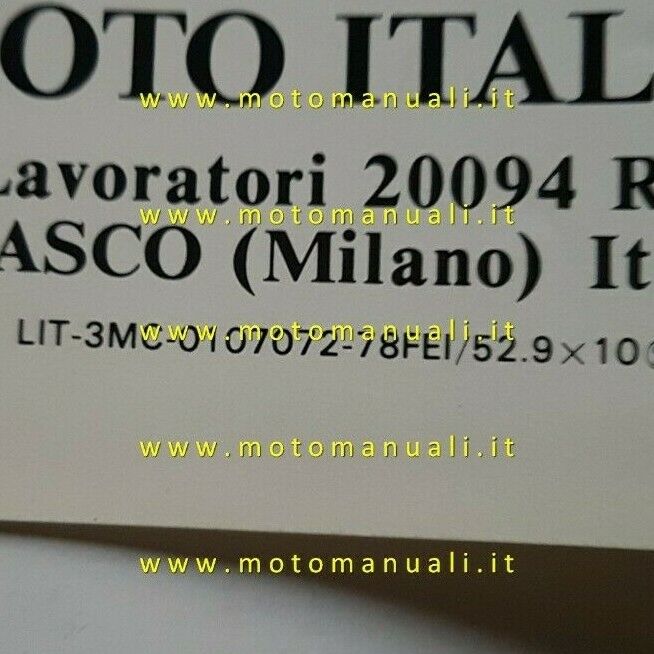 OTO ITAL
www.motomanuali.it
Lavoratori 20094
www.motomanuali.it
ASCO (Milano) It
www.motomanuali.it
LIT-3MC-0107072-78FEI/52.9×10
www.motomanuali.it
www.motomanuali.it